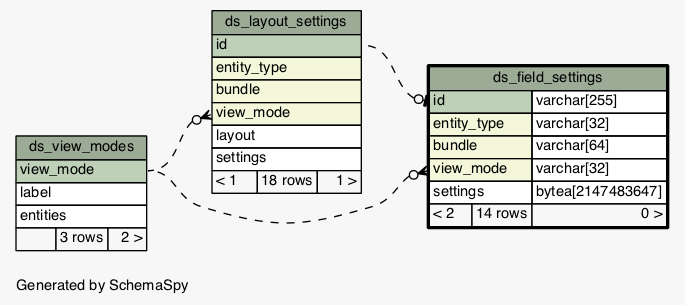 ds_layout_settings
id
entity_type
bundle
view_mode
layout
settings
< 1 18 rows 1 >
ds_field_settings
id varchar[255]
entity_type varchar[32]
bundle varchar[64]
view_mode varchar[32]
settings bytea[2147483647]
< 2 14 rows 0 >
ds_view_modes
view_mode
label
entities
3 rows 2 >
Generated by SchemaSpy